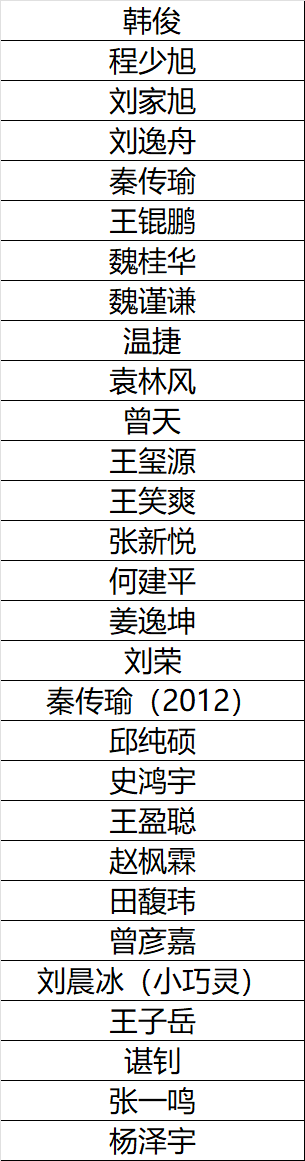 韩俊
程少旭
刘家旭
刘逸舟
秦传瑜
王锟鹏
魏桂华
魏谨谦
温捷
袁林风
曾天
王玺源
王笑爽
张新悦
何建平
姜逸坤
刘荣
秦传瑜（2012）
邱纯硕
史鸿宇
王盈聪
赵枫霖
田馥玮
曾彦嘉
刘晨冰（小巧灵）
王子岳
谌钊
张一鸣
杨泽宇